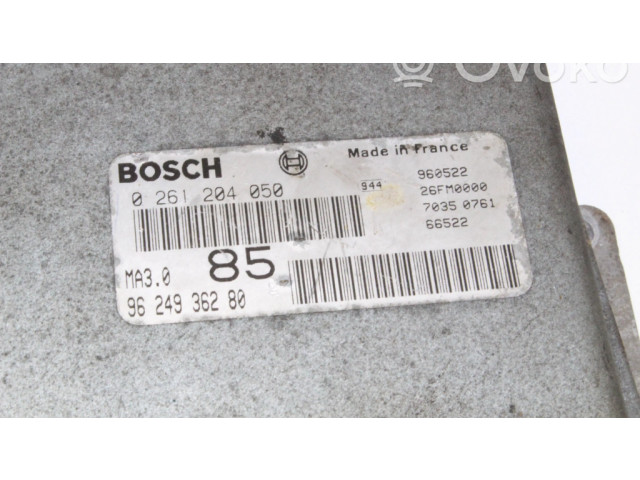 OVOKO
BOSCH
Made in France
0 261 204 050
944
960522
26FM0000
7035 0761
66522
MA3.0
85
96 249 362 80